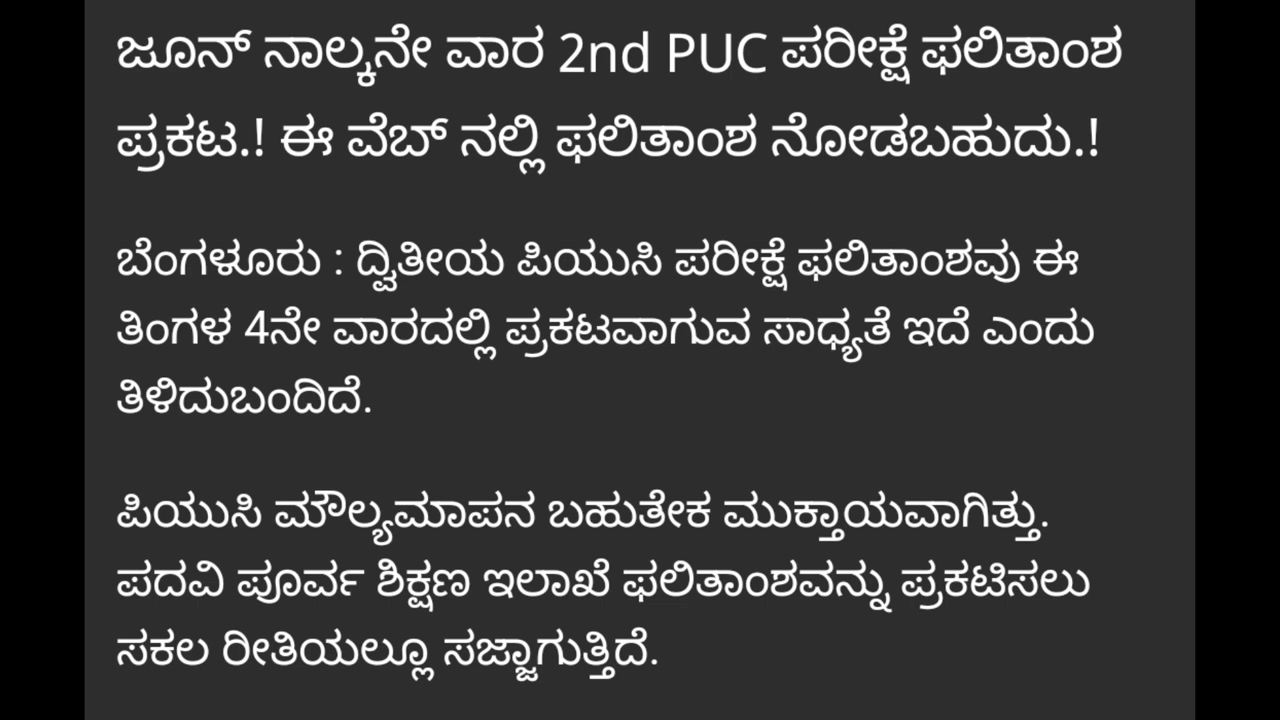 ಜೂನ್ ನಾಲ್ಕನೇ ವಾರ 2nd PUC ಪರೀಕ್ಷೆ ಫಲಿತಾಂಶ
ಪ್ರಕಟ.! ಈ ವೆಬ್ ನಲ್ಲಿ ಫಲಿತಾಂಶ ನೋಡಬಹುದು.!
ಬೆಂಗಳೂರು : ದ್ವಿತೀಯ ಪಿಯುಸಿ ಪರೀಕ್ಷೆ ಫಲಿತಾಂಶವು ಈ
ತಿಂಗಳ 4ನೇ ವಾರದಲ್ಲಿ ಪ್ರಕಟವಾಗುವ ಸಾಧ್ಯತೆ ಇದೆ ಎಂದು
ತಿಳಿದುಬಂದಿದೆ.
ಪಿಯುಸಿ ಮೌಲ್ಯಮಾಪನ ಬಹುತೇಕ ಮುಕ್ತಾಯವಾಗಿತ್ತು.
ಪದವಿ ಪೂರ್ವ ಶಿಕ್ಷಣ ಇಲಾಖೆ ಫಲಿತಾಂಶವನ್ನು ಪ್ರಕಟಿಸಲು
ಸಕಲ ರೀತಿಯಲ್ಲೂ ಸಜ್ಜಾಗುತ್ತಿದೆ.